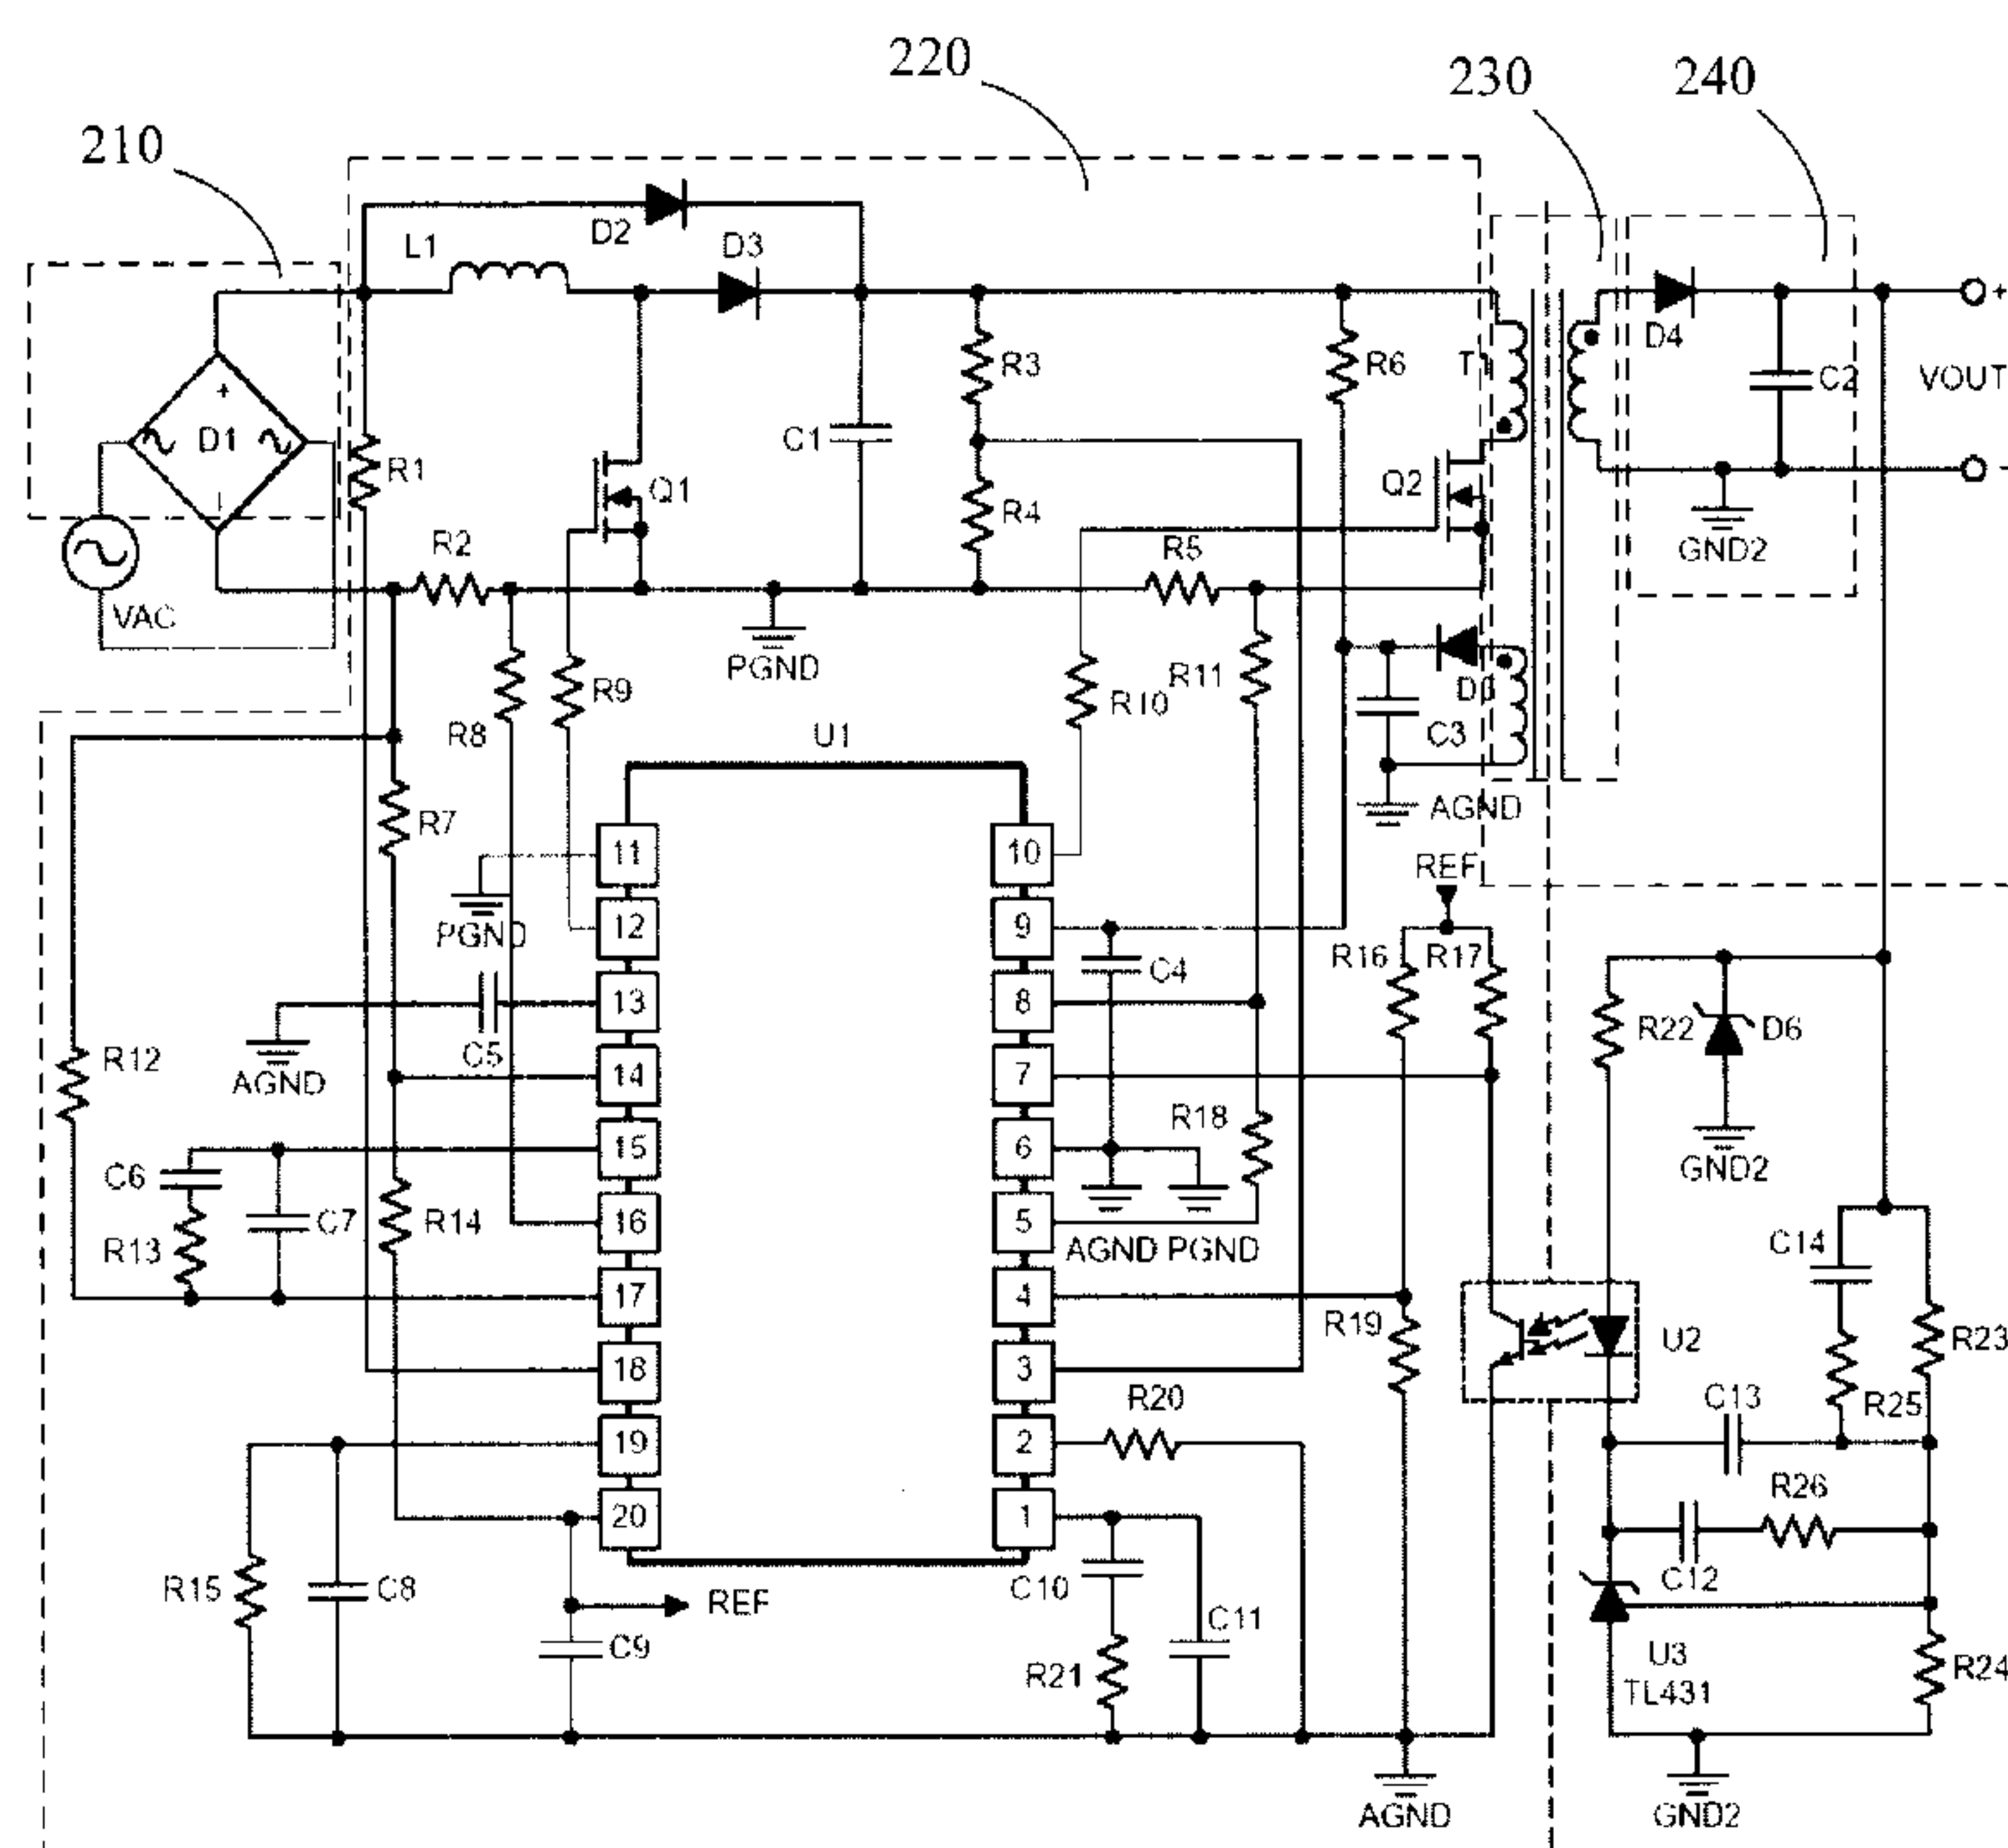 220
230
240
210
D2
L1
D3
+
R3
R6
T
D4
C2
VOUT
+
D1
R1
C1
Q1
R4
Q2
-
R2
R5
GND2
VAC
PGND
R9
R10
R11
D5
R8
U1
C3
R7
AGND
11
10
REF
PGND
12
9
R16
R17
C4
13
8
R22
D6
C5
R12
AGND
14
7
R18
C6
15
6
GND2
C7
R14
16
5
R13
AGND PGND
C14
17
4
R19
U2
R23
18
3
R20
C13
R25
19
2
R26
20
1
C12
R15
C8
REF
C10
C11
C9
R21
U3
TL431
R24
AGND
GND2